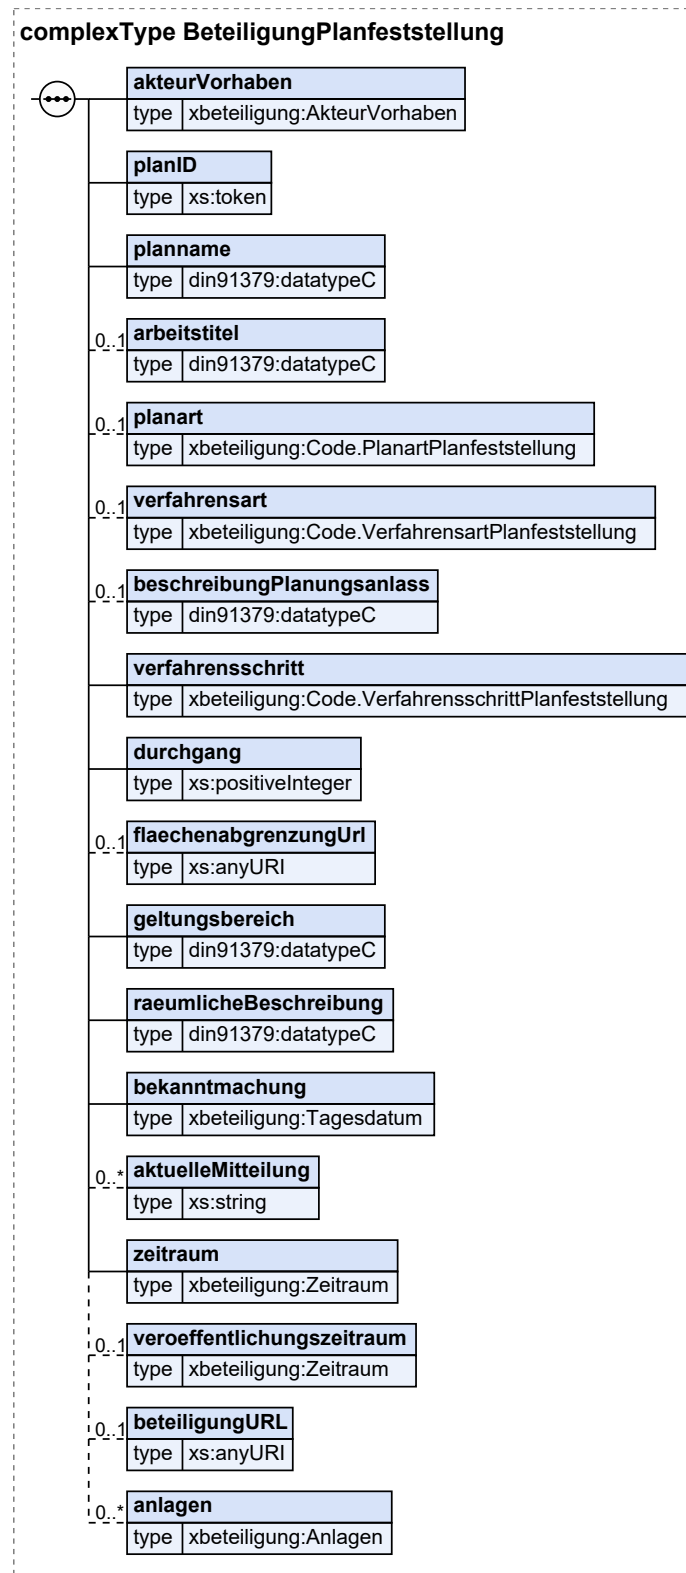 complexType BeteiligungPlanfeststellung
akteurVorhaben
type xbeteiligung:AkteurVorhaben
planID
type xs:token
planname
type din91379:datatypeC
0..1 arbeitstitel
type din91379:datatypeC
0..1 planart
type xbeteiligung:Code.PlanartPlanfeststellung
0..1 verfahrensart
type xbeteiligung:Code.VerfahrensartPlanfeststellung
0..1 beschreibungPlanungsanlass
type din91379:datatypeC
verfahrensschritt
type xbeteiligung:Code.VerfahrensschrittPlanfeststellung
durchgang
type xs:positiveInteger
0..1 flaechenabgrenzungUrl
type xs:anyURI
geltungsbereich
type din91379:datatypeC
raeumlicheBeschreibung
type din91379:datatypeC
bekanntmachung
type xbeteiligung:Tagesdatum
0..* aktuelleMitteilung
type xs:string
zeitraum
type xbeteiligung:Zeitraum
0..1 veroeffentlichungszeitraum
type xbeteiligung:Zeitraum
0..1 beteiligungURL
type xs:anyURI
0..* anlagen
type xbeteiligung:Anlagen